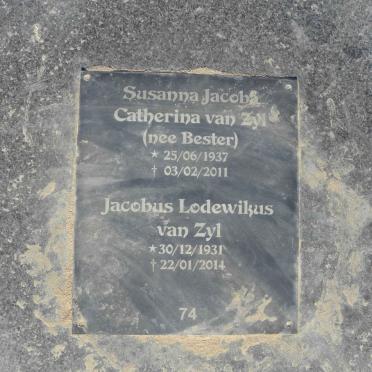 Susanna Jacoba
Catherina van Zyl
(nee Bester)
* 25/06/1937
† 03/02/2011
Jacobus Lodewikus
van Zyl
* 30/12/1931
† 22/01/2014
74